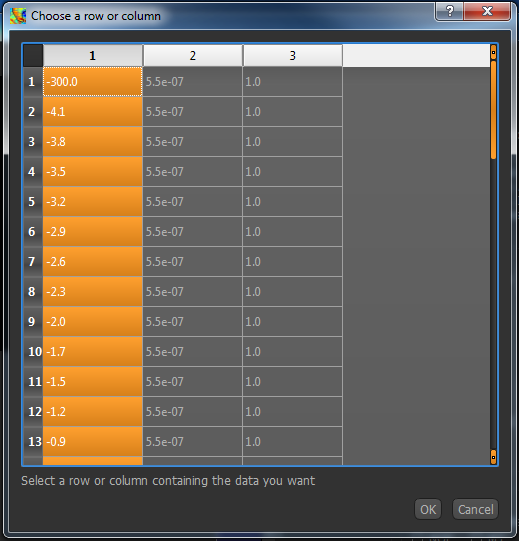 Choose a row or column
?
1 2 3
1 -300.0 5.5e-07 1.0
2 -4.1 5.5e-07 1.0
3 -3.8 5.5e-07 1.0
4 -3.5 5.5e-07 1.0
5 -3.2 5.5e-07 1.0
6 -2.9 5.5e-07 1.0
7 -2.6 5.5e-07 1.0
8 -2.3 5.5e-07 1.0
9 -2.0 5.5e-07 1.0
10 -1.7 5.5e-07 1.0
11 -1.5 5.5e-07 1.0
12 -1.2 5.5e-07 1.0
13 -0.9 5.5e-07 1.0
Select a row or column containing the data you want
OK Cancel